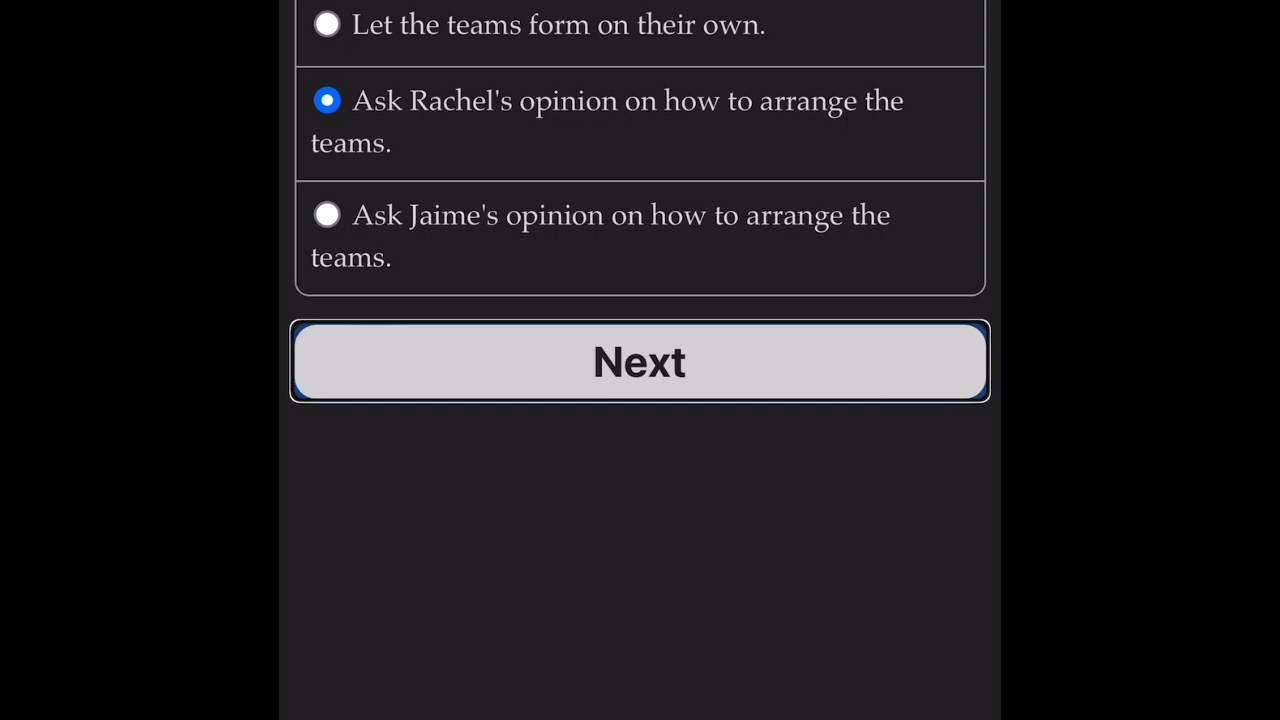 Let the teams form on their own.
Ask Rachel's opinion on how to arrange the
teams.
Ask Jaime's opinion on how to arrange the
teams.
Next